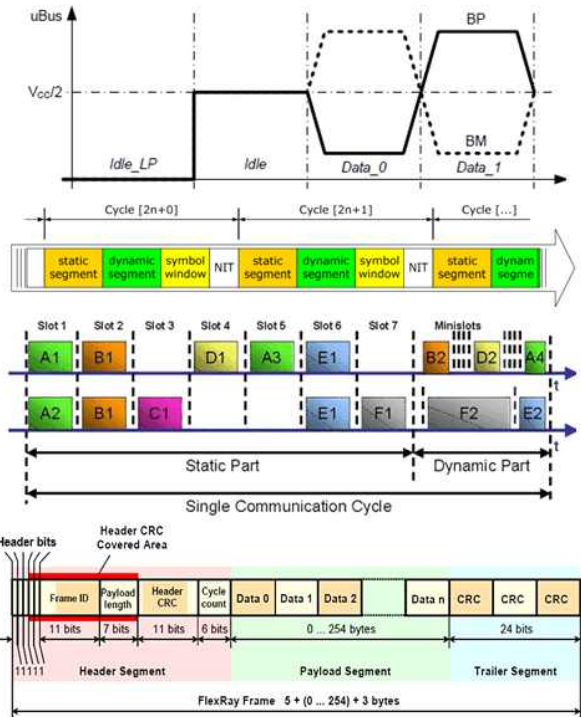 uBus
BP
VCC/2
BM
Idle_LP Idle Data_0 Data_1
t
Cycle [2n+0] Cycle [2n+1] Cycle [...]
static segment dynamic segment symbol window NIT static segment dynamic segment symbol window NIT static segment dynam segme
Slot 1 Slot 2 Slot 3 Slot 4 Slot 5 Slot 6 Slot 7 Minislots
A1 B1 D1 A3 E1 B2 D2 A4
t
A2 B1 C1 E1 F1 F2 E2
t
Static Part Dynamic Part
Single Communication Cycle
Header CRC
Header bits Covered Area
Frame ID Payload length Header CRC Cycle count Data 0 Data 1 Data 2 Data n CRC CRC CRC
11 bits 7 bits 11 bits 6 bits 0 ... 254 bytes 24 bits
11111 Header Segment Payload Segment Trailer Segment
FlexRay Frame 5 + (0 ... 254) + 3 bytes